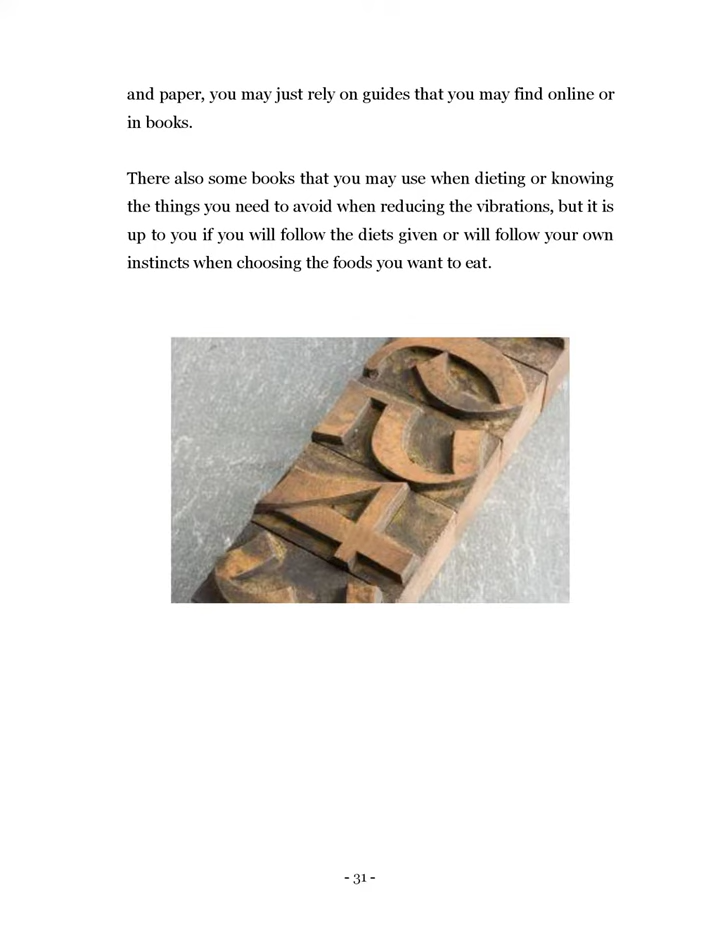 and paper, you may just rely on guides that you may find online or
in books.
There also some books that you may use when dieting or knowing
the things you need to avoid when reducing the vibrations, but it is
up to you if you will follow the diets given or will follow your own
instincts when choosing the foods you want to eat.
5
4
- 31 -